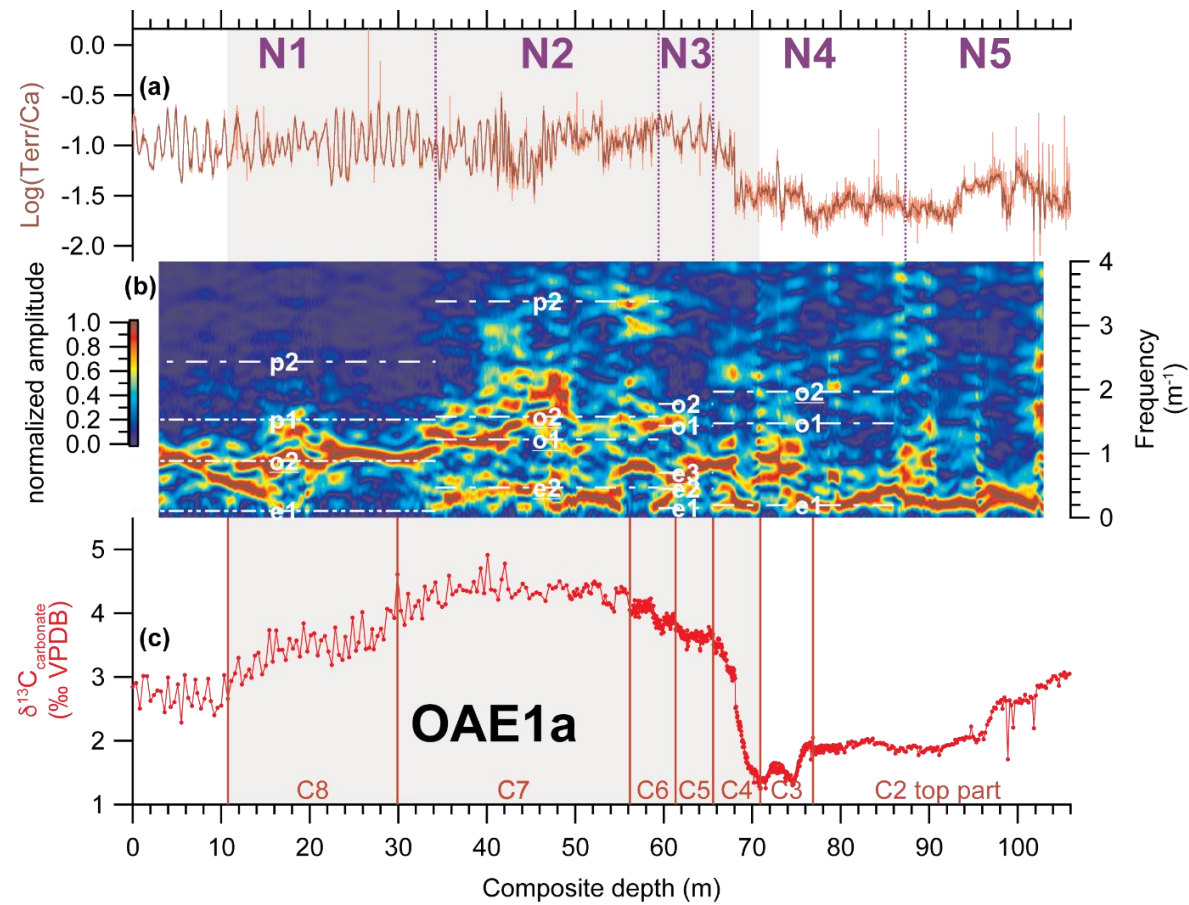 N1 N2 N3 N4 N5
(a)
0.0
-0.5
-1.0
-1.5
-2.0
Log(Terr/Ca)
(b)
normalized amplitude
1.0
0.8
0.6
0.4
0.2
0.0
p2
p1
o2
e1
p2
o2
o1
e2
o2
o1
e3
e2
e1
o2
o1
e1
4
3
2
1
0
Frequency
(m⁻¹)
(c)
5
4
3
2
1
δ¹³C carbonate
(‰ VPDB)
OAE1a
C8 C7 C6 C5 C4 C3 C2 top part
0 10 20 30 40 50 60 70 80 90 100
Composite depth (m)